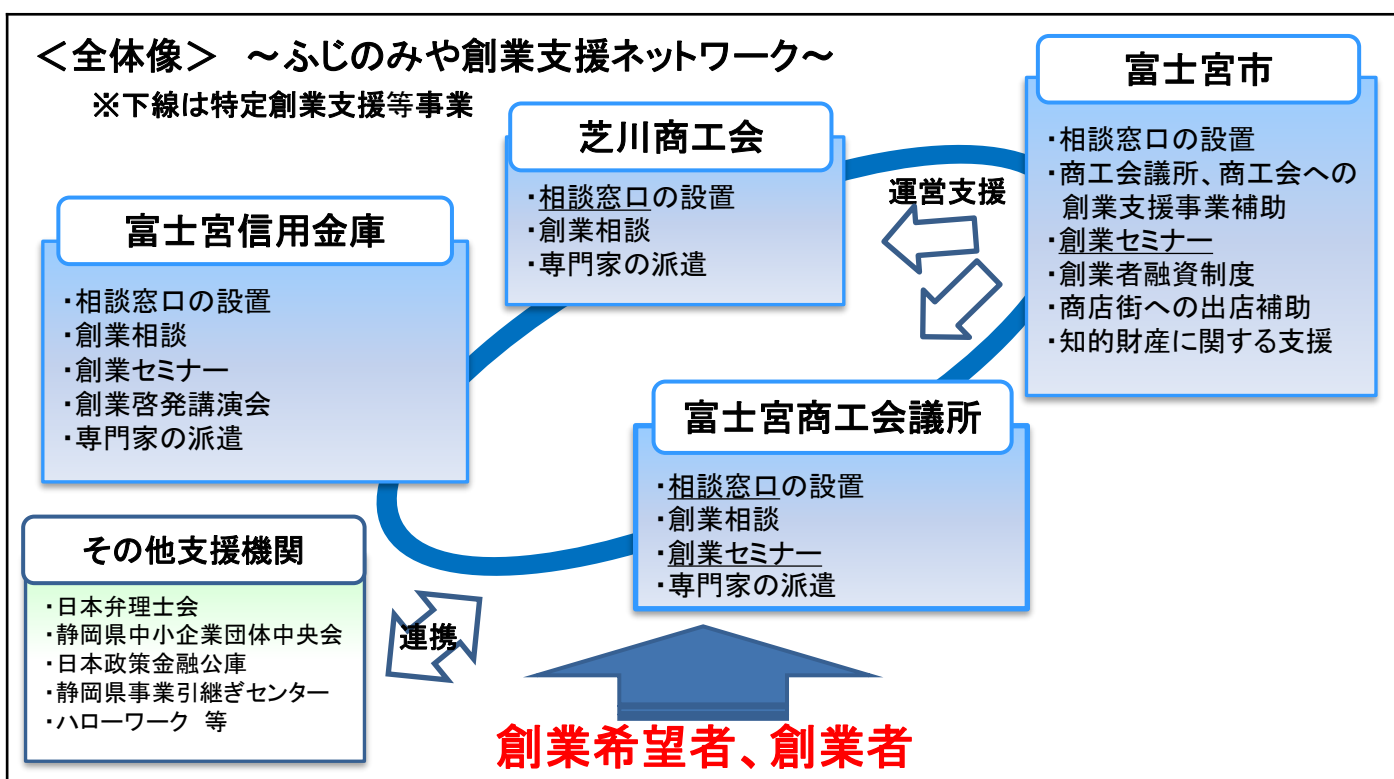 ＜全体像＞ ～ふじのみや創業支援ネットワーク～
※下線は特定創業支援等事業
富士宮市
・相談窓口の設置
・商工会議所、商工会への
創業支援事業補助
・創業セミナー
・創業者融資制度
・商店街への出店補助
・知的財産に関する支援
芝川商工会
・相談窓口の設置
・創業相談
・専門家の派遣
運営支援
富士宮信用金庫
・相談窓口の設置
・創業相談
・創業セミナー
・創業啓発講演会
・専門家の派遣
富士宮商工会議所
・相談窓口の設置
・創業相談
・創業セミナー
・専門家の派遣
その他支援機関
・日本弁理士会
・静岡県中小企業団体中央会
・日本政策金融公庫
・静岡県事業引継ぎセンター
・ハローワーク 等
連携
創業希望者、創業者